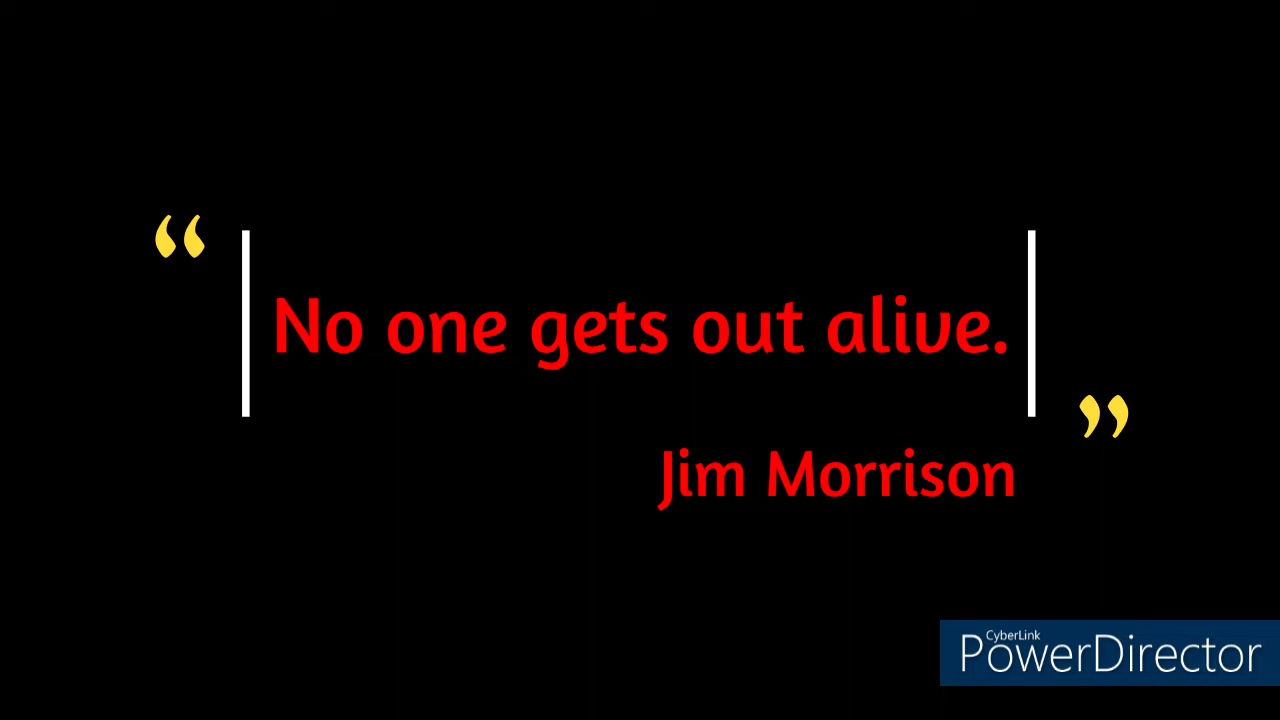 “
No one gets out alive.
”
Jim Morrison
CyberLink
PowerDirector